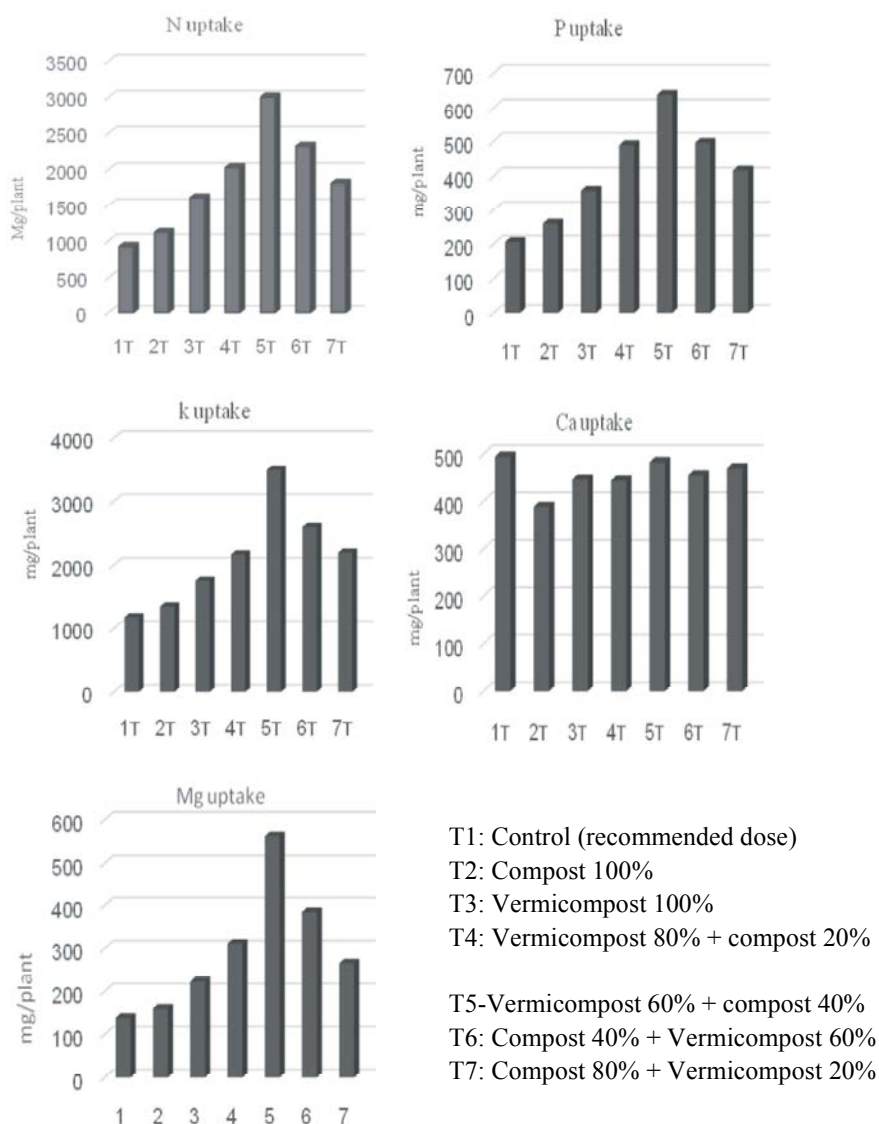 N uptake
3500
3000
2500
2000
1500
1000
500
0
Mg/plant
1T 2T 3T 4T 5T 6T 7T
P uptake
700
600
500
400
300
200
100
0
mg/plant
1T 2T 3T 4T 5T 6T 7T
k uptake
4000
3000
2000
1000
0
mg/plant
1T 2T 3T 4T 5T 6T 7T
Ca uptake
500
400
300
200
100
0
mg/plant
1T 2T 3T 4T 5T 6T 7T
Mg uptake
600
500
400
300
200
100
0
mg/plant
1 2 3 4 5 6 7
T1: Control (recommended dose)
T2: Compost 100%
T3: Vermicompost 100%
T4: Vermicompost 80% + compost 20%
T5-Vermicompost 60% + compost 40%
T6: Compost 40% + Vermicompost 60%
T7: Compost 80% + Vermicompost 20%